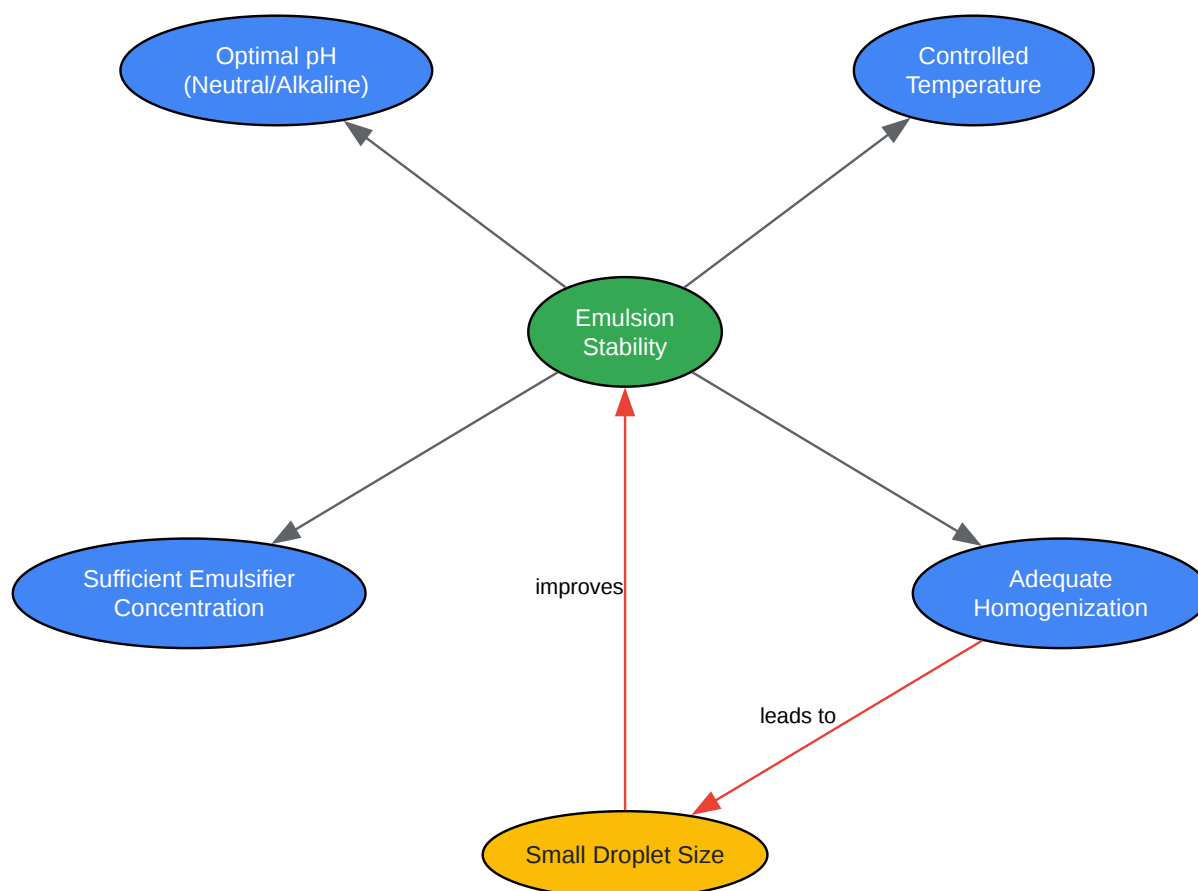 Optimal pH
(Neutral/Alkaline)
Controlled
Temperature
Emulsion
Stability
Sufficient Emulsifier
Concentration
improves
Adequate
Homogenization
leads to
Small Droplet Size